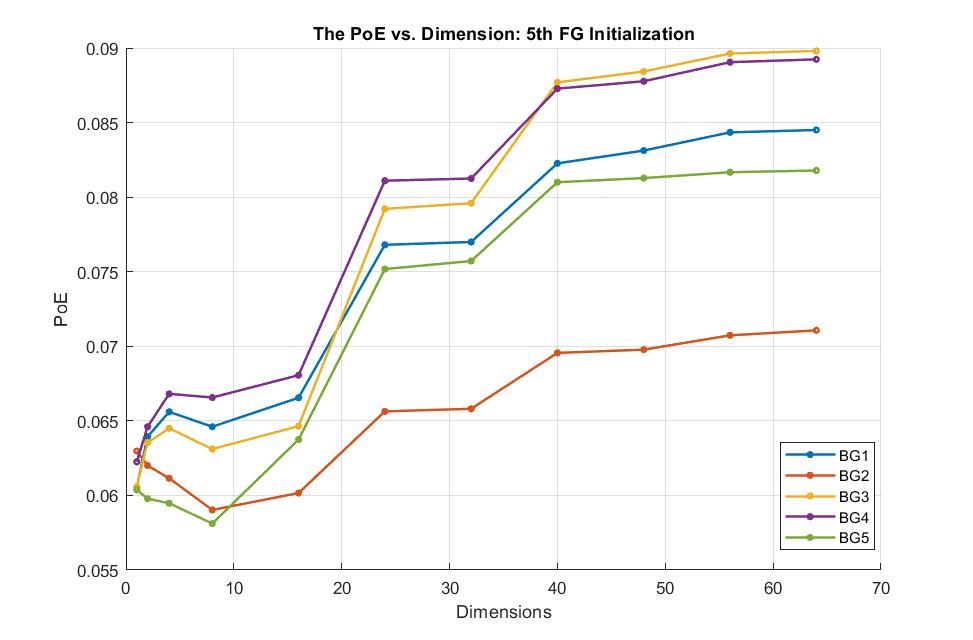 The PoE vs. Dimension: 5th FG Initialization
0.09
0.085
0.08
0.075
0.07
0.065
0.06
0.055
PoE
BG1
BG2
BG3
BG4
BG5
0 10 20 30 40 50 60 70
Dimensions